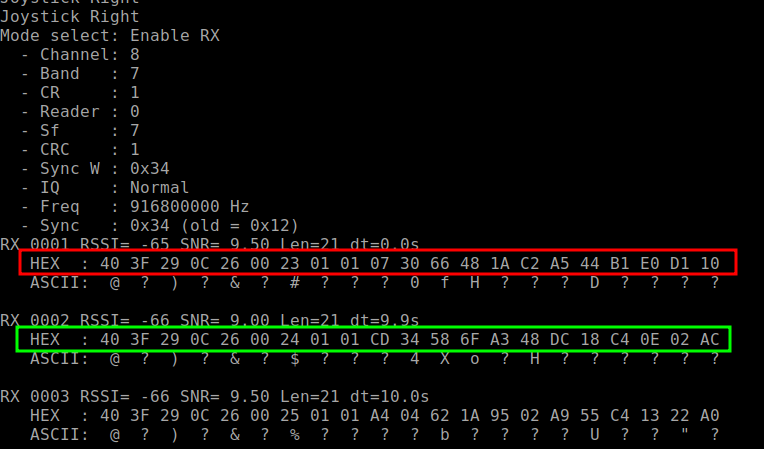 Joystick Right
Joystick Right
Mode select: Enable RX
- Channel: 8
- Band : 7
- CR : 1
- Reader : 0
- Sf : 7
- CRC : 1
- Sync W : 0x34
- IQ : Normal
- Freq : 916800000 Hz
- Sync : 0x34 (old = 0x12)
RX 0001 RSSI= -65 SNR= 9.50 Len=21 dt=0.0s
HEX : 40 3F 29 0C 26 00 23 01 01 07 30 66 48 1A C2 A5 44 B1 E0 D1 10
ASCII: @ ? ) ? & ? # ? ? ? 0 f H ? ? ? D ? ? ? ?
RX 0002 RSSI= -66 SNR= 9.00 Len=21 dt=9.9s
HEX : 40 3F 29 0C 26 00 24 01 01 CD 34 58 6F A3 48 DC 18 C4 0E 02 AC
ASCII: @ ? ) ? & ? $ ? ? ? 4 X o ? H ? ? ? ? ? ?
RX 0003 RSSI= -66 SNR= 9.50 Len=21 dt=10.0s
HEX : 40 3F 29 0C 26 00 25 01 01 A4 04 62 1A 95 02 A9 55 C4 13 22 A0
ASCII: @ ? ) ? & ? % ? ? ? ? b ? ? ? ? U ? ? " ?